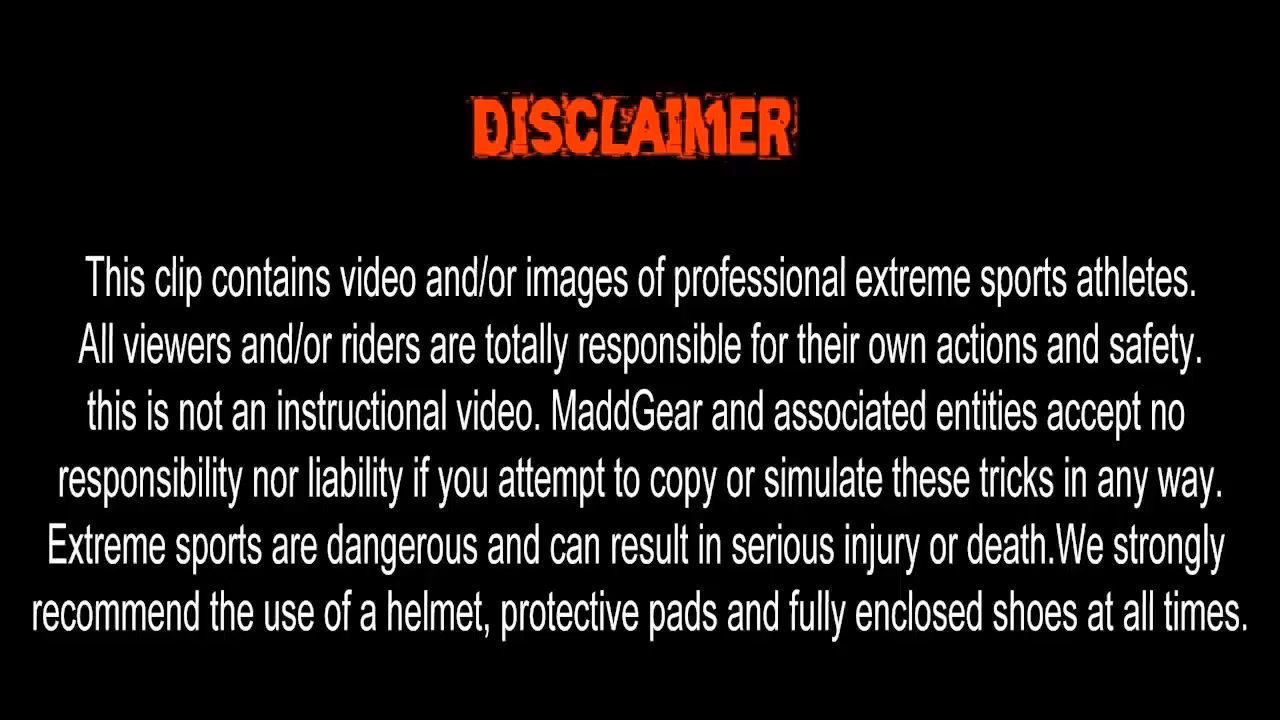 DISCLAIMER
This clip contains video and/or images of professional extreme sports athletes.
All viewers and/or riders are totally responsible for their own actions and safety.
this is not an instructional video. MaddGear and associated entities accept no
responsibility nor liability if you attempt to copy or simulate these tricks in any way.
Extreme sports are dangerous and can result in serious injury or death.We strongly
recommend the use of a helmet, protective pads and fully enclosed shoes at all times.